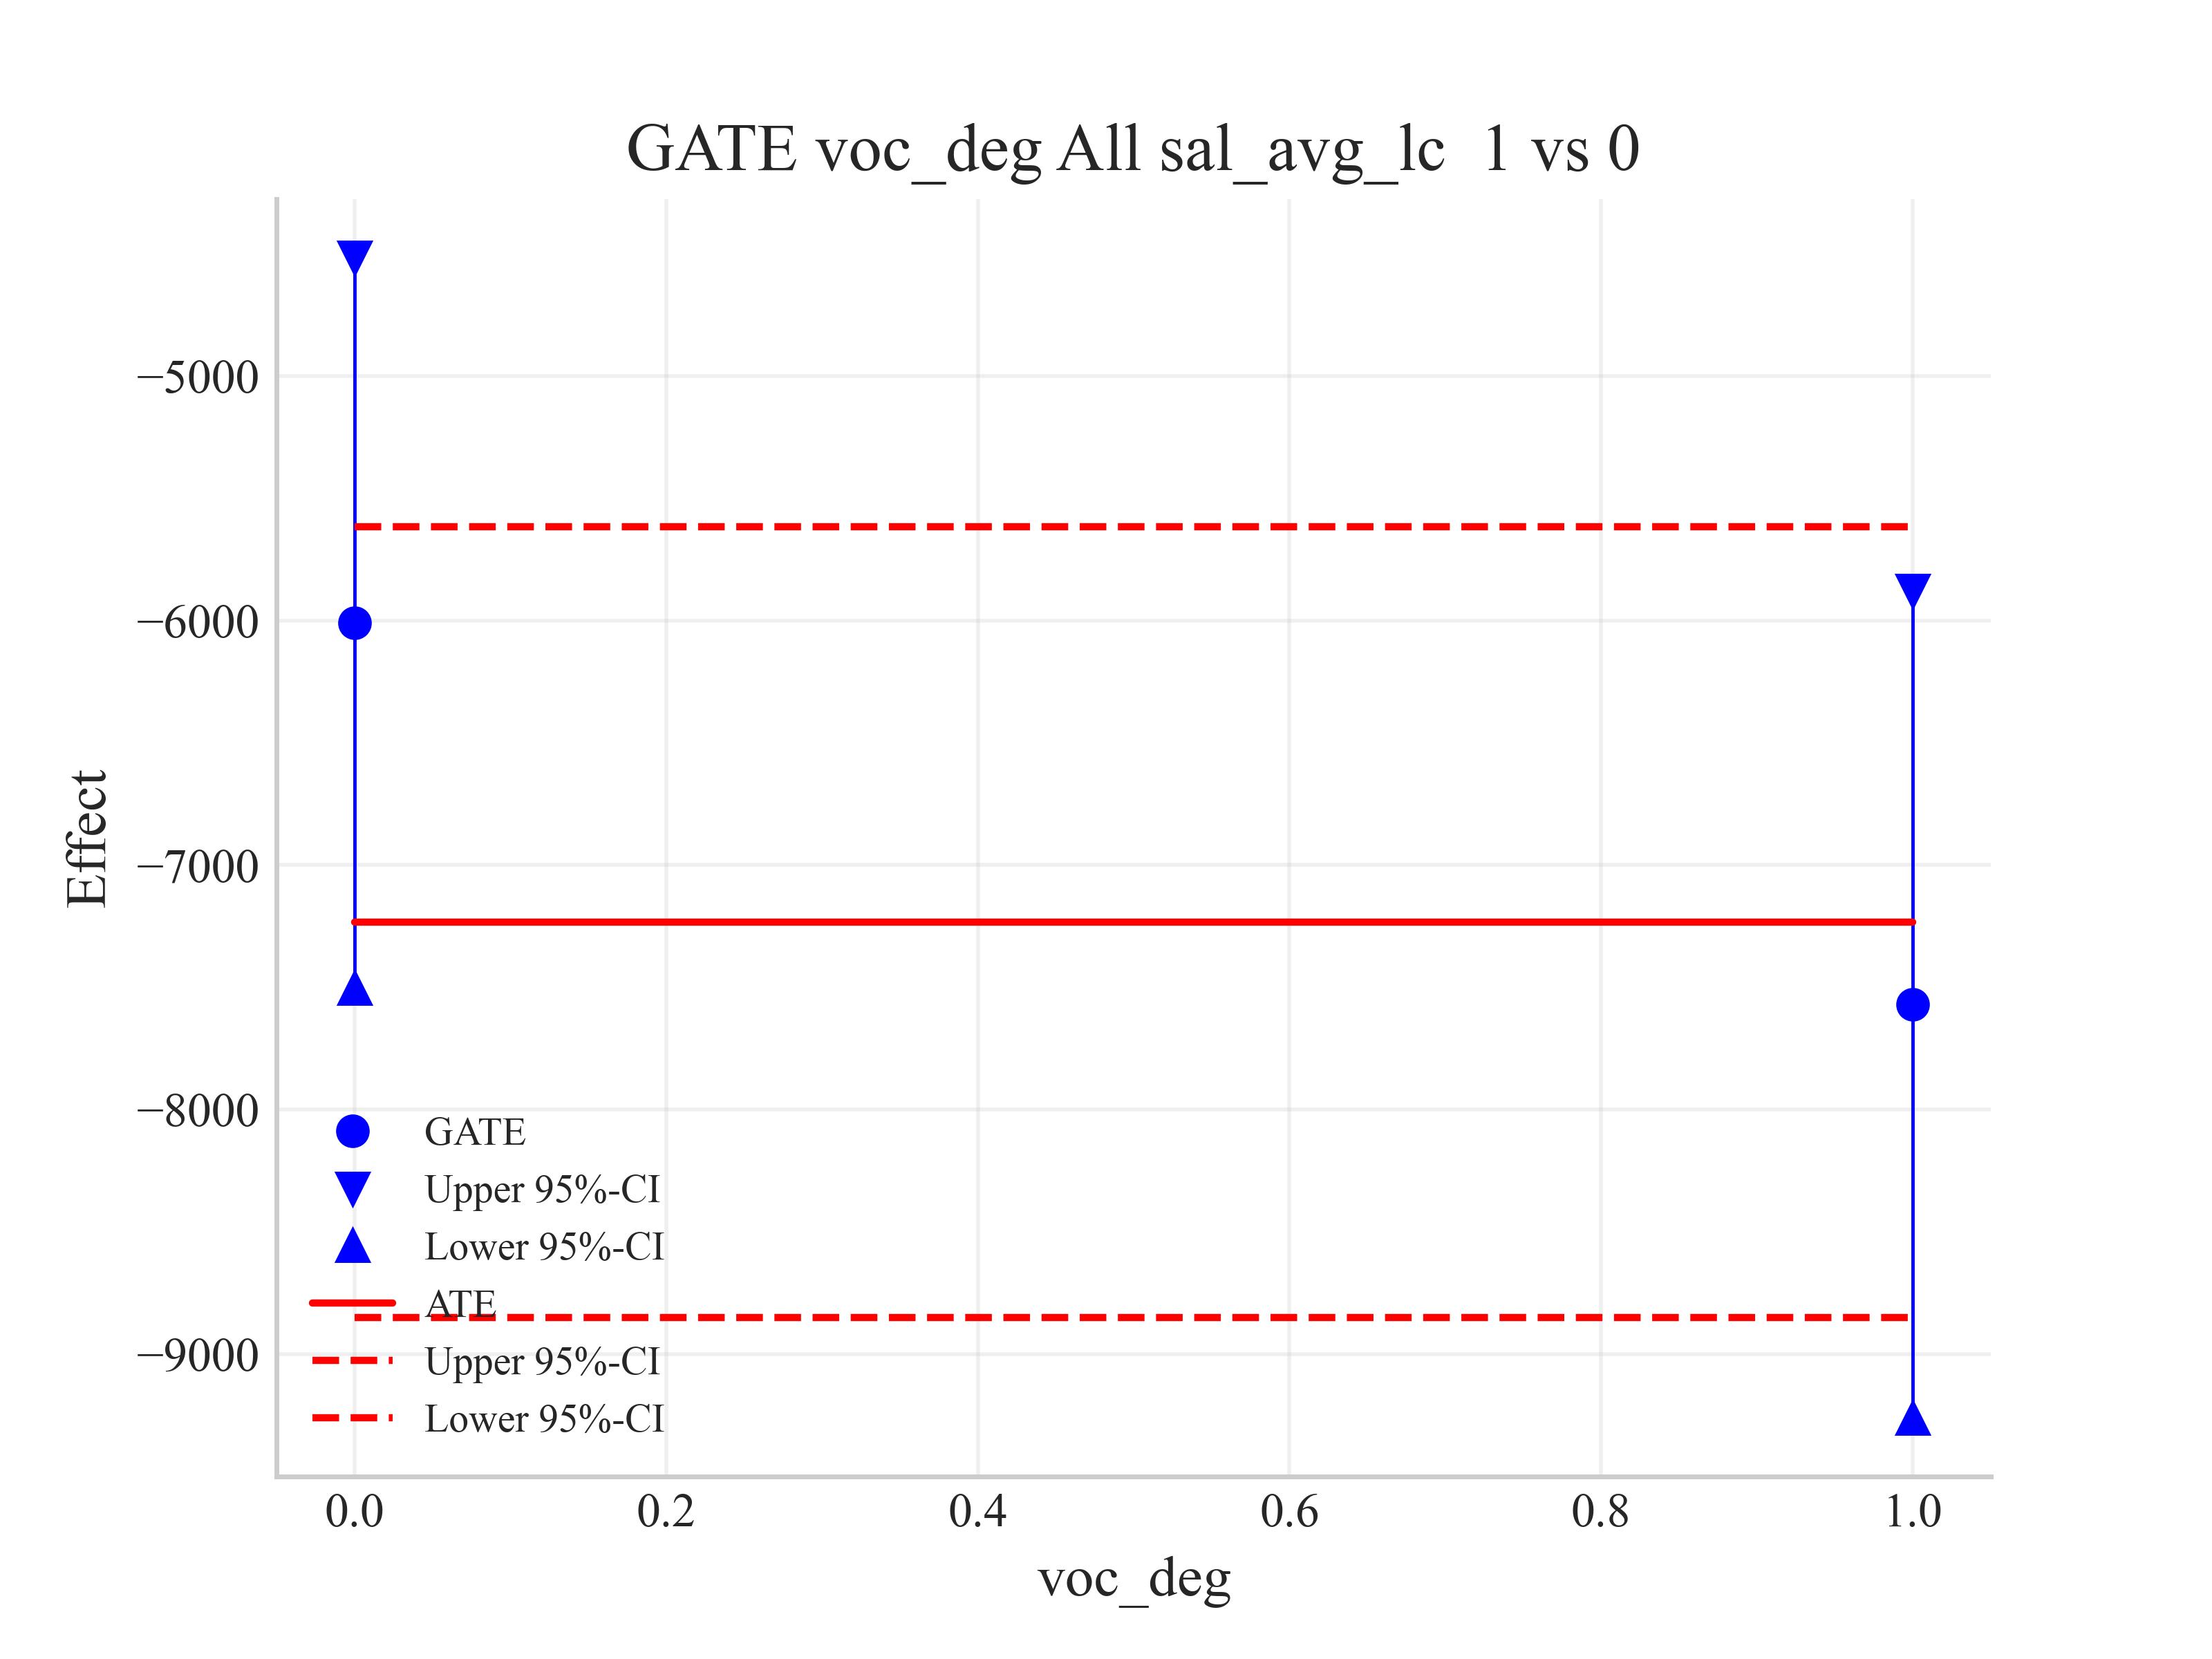 GATE voc_deg All sal_avg_lc  1 vs 0
Effect
−5000
−6000
−7000
−8000
−9000
GATE
Upper 95%-CI
Lower 95%-CI
ATE
Upper 95%-CI
Lower 95%-CI
0.0 0.2 0.4 0.6 0.8 1.0
voc_deg